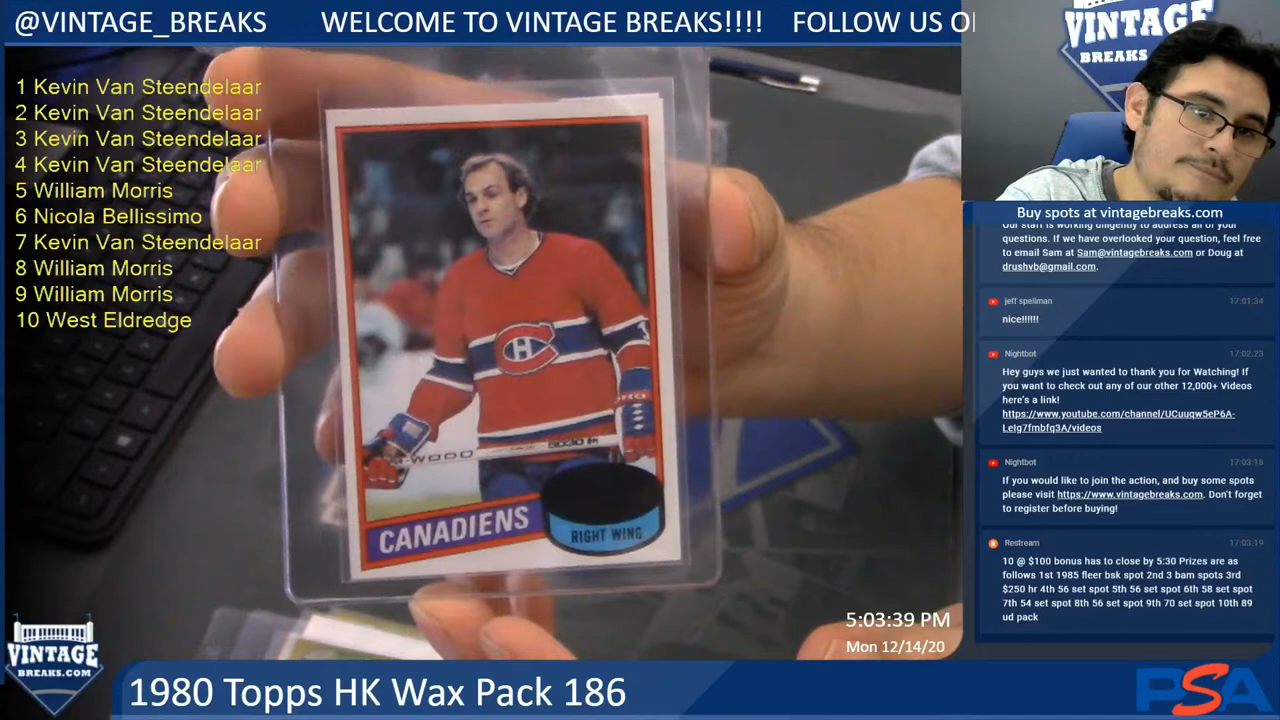 @VINTAGE_BREAKS WELCOME TO VINTAGE BREAKS!!!! FOLLOW US O
1 Kevin Van Steendelaar
2 Kevin Van Steendelaar
3 Kevin Van Steendelaar
4 Kevin Van Steendelaar
5 William Morris
6 Nicola Bellissimo
7 Kevin Van Steendelaar
8 William Morris
9 William Morris
10 West Eldredge
CANADIENS
RIGHT WING
VINTAGE
BREAKS
Buy spots at vintagebreaks.com
Our staff is working diligently to address all of your
questions. If we have overlooked your question, feel free
to email Sam at Sam@vintagebreaks.com or Doug at
drushvb@gmail.com.
jeff spellman 17:01:34
nice!!!!!!
Nightbot 17:02:23
Hey guys we just wanted to thank you for Watching! If
you want to check out any of our other 12,000+ Videos
here's a link!
https://www.youtube.com/channel/UCuuqw5eP6A-
LeIg7fmbfq3A/videos
Nightbot 17:03:18
If you would like to join the action, and buy some spots
please visit https://www.vintagebreaks.com. Don't forget
to register before buying!
Restream 17:03:19
10 @ $100 bonus has to close by 5:30 Prizes are as
follows 1st 1985 fleer bsk spot 2nd 3 bam spots 3rd
$250 hr 4th 56 set spot 5th 56 set spot 6th 58 set spot
7th 54 set spot 8th 56 set spot 9th 70 set spot 10th 89
ud pack
5:03:39 PM
Mon 12/14/20
VINTAGE
BREAKS.COM
1980 Topps HK Wax Pack 186
PSA